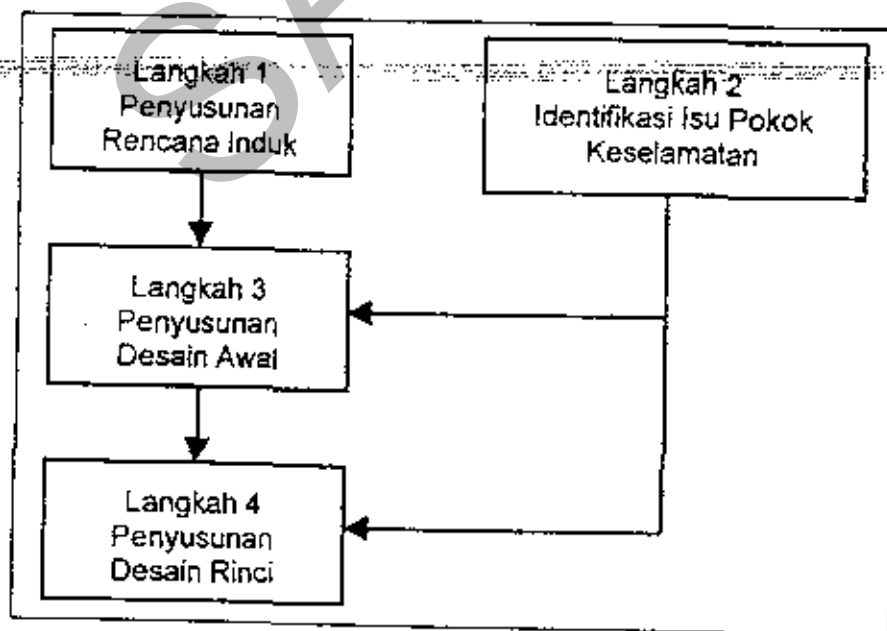 Langkah 1
Penyusunan
Rencana Induk
Langkah 2
Identifikasi Isu Pokok
Keselamatan
Langkah 3
Penyusunan
Desain Awal
Langkah 4
Penyusunan
Desain Rinci